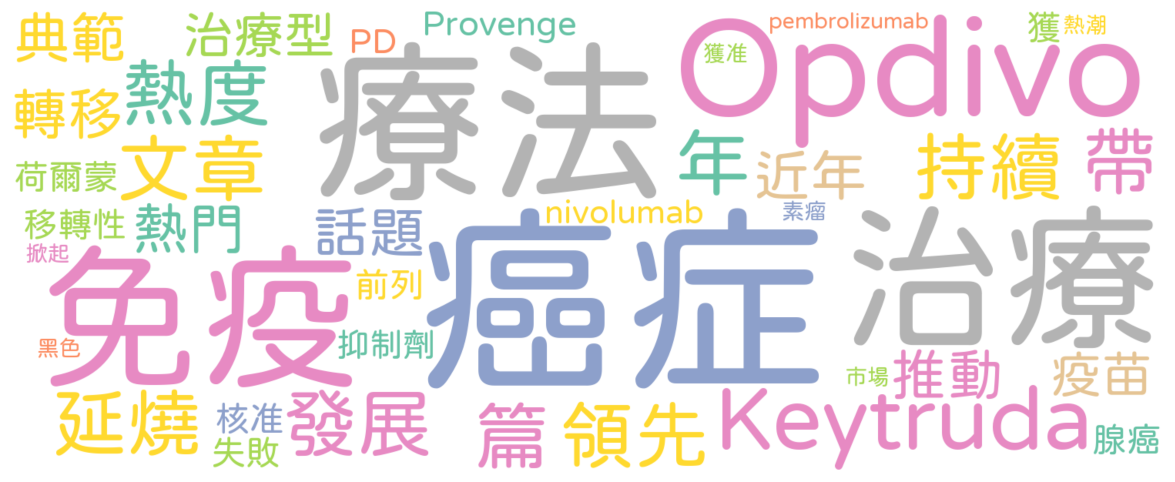 典範
治療型
PD
Provenge
pembrolizumab
獲
熱潮
獲准
Opdivo
轉移
熱度
療法
文章
年
近年
持續
帶
荷爾蒙
移轉性
熱門
話題
nivolumab
素瘤
掀起
免疫
前列
癌症
治療
黑色
抑制劑
市場
推動
疫苗
延燒
核准
失敗
發展
篇
領先
Keytruda
腺癌